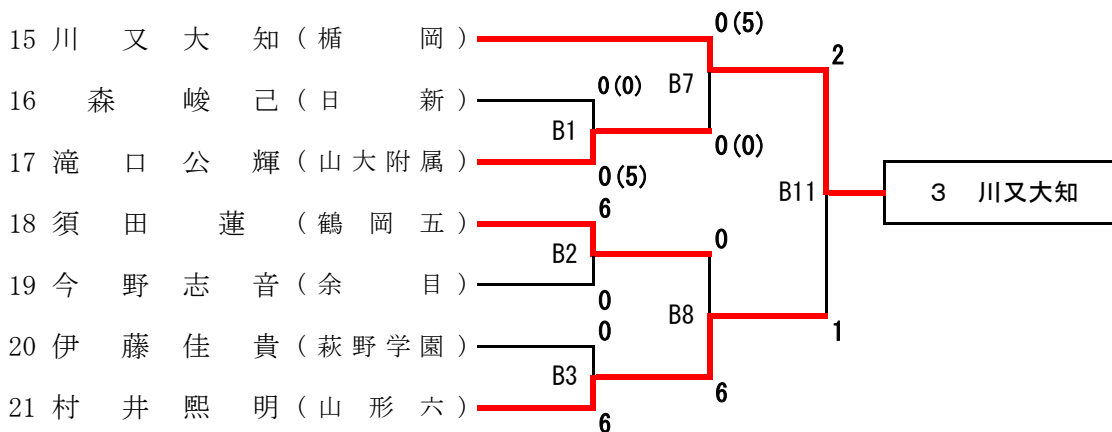 0(5)
15 川又大知(楯岡)
2
0(0)
B7
16 森峻己(日新)
B1
0(0)
17 滝口公輝(山大附属)
0(5)
B11
3 川又大知
6
18 須田蓮(鶴岡五)
0
B2
19 今野志音(余目)
0
B8
0
1
20 伊藤佳貴(萩野学園)
B3
6
21 村井熙明(山形六)
6